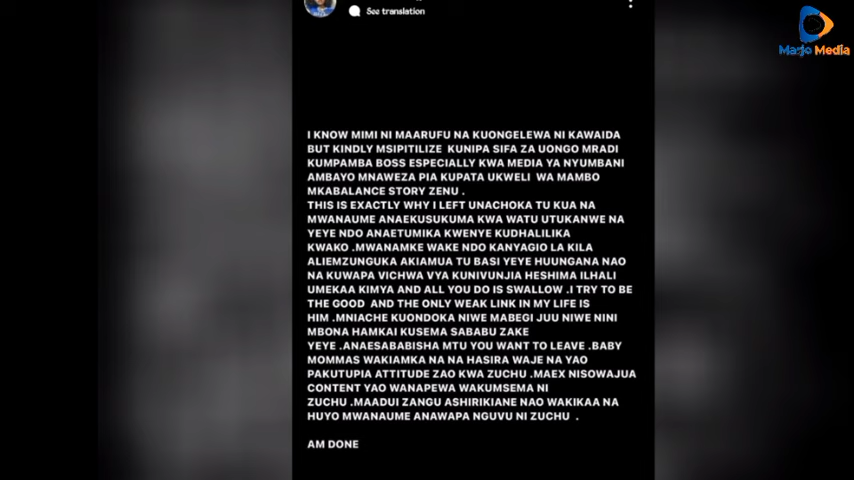 See translation
Marjo Media
I KNOW MIMI NI MAARUFU NA KUONGELEWA NI KAWAIDA
BUT KINDLY MSIPITILIZE KUNIPA SIFA ZA UONGO MRADI
KUMPAMBA BOSS ESPECIALLY KWA MEDIA YA NYUMBANI
AMBAYO MNAWEZA PIA KUPATA UKWELI WA MAMBO
MKABALANCE STORY ZENU .
THIS IS EXACTLY WHY I LEFT UNACHOKA TU KUA NA
MWANAUME ANAEKUSUKUMA KWA WATU UTUKANWE NA
YEYE NDO ANAETUMIKA KWENYE KUDHALILIKA
KWAKO .MWANAMKE WAKE NDO KANYAGIO LA KILA
ALIEMZUNGUKA AKIAMUA TU BASI YEYE HUUNGANA NAO
NA KUWAPA VICHWA VYA KUNIVUNJIA HESHIMA ILHALI
UMEKAA KIMYA AND ALL YOU DO IS SWALLOW .I TRY TO BE
THE GOOD AND THE ONLY WEAK LINK IN MY LIFE IS
HIM .MNIACHE KUONDOKA NIWE MABEGI JUU NIWE NINI
MBONA HAMKAI KUSEMA SABABU ZAKE
YEYE .ANAESABABISHA MTU YOU WANT TO LEAVE .BABY
MOMMAS WAKIAMKA NA NA HASIRA WAJE NA YAO
PAKUTUPIA ATTITUDE ZAO KWA ZUCHU .MAEX NISOWAJUA
CONTENT YAO WANAPEWA WAKUMSEMA NI
ZUCHU .MAADUI ZANGU ASHIRIKIANE NAO WAKIKAA NA
HUYO MWANAUME ANAWAPA NGUVU NI ZUCHU .
AM DONE